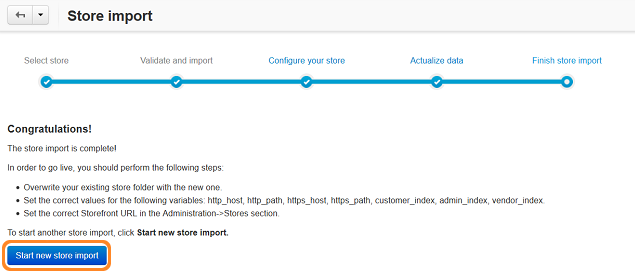 Store import
Select store
Validate and import
Configure your store
Actualize data
Finish store import
Congratulations!
The store import is complete!
In order to go live, you should perform the following steps:
Overwrite your existing store folder with the new one.
Set the correct values for the following variables: http_host, http_path, https_host, https_path, customer_index, admin_index, vendor_index.
Set the correct Storefront URL in the Administration->Stores section.
To start another store import, click Start new store import.
Start new store import